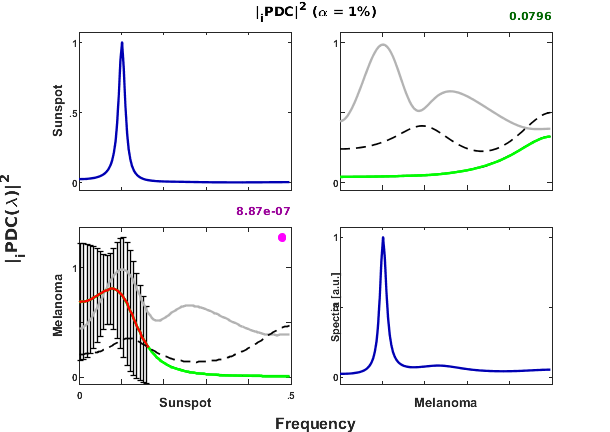 |ᵢPDC|² (α = 1%)
0.0796
Sunspot
1
.5
0
|ᵢPDC(λ)|²
8.87e-07
Melanoma
1
0
Spectra [a.u.]
1
0
0
.5
Sunspot
Melanoma
Frequency